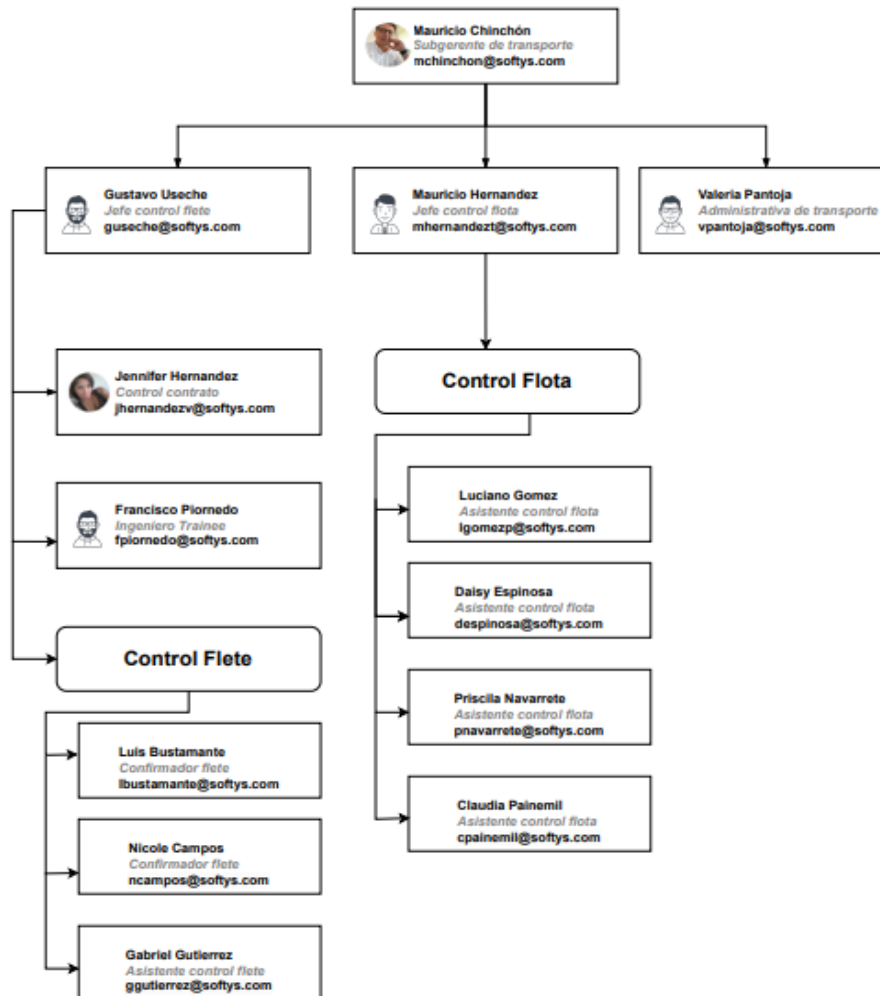 Mauricio Chinchón
Subgerente de transporte
mchinchon@softys.com
Gustavo Useche
Jefe control flete
guseche@softys.com
Mauricio Hernandez
Jefe control flota
mhernandezt@softys.com
Valeria Pantoja
Administrativa de transporte
vpantoja@softys.com
Jennifer Hernandez
Control contrato
jhernandezv@softys.com
Francisco Piornedo
Ingeniero Trainee
fpiornedo@softys.com
Control Flete
Luis Bustamante
Confirmador flete
lbustamante@softys.com
Nicole Campos
Confirmador flete
ncampos@softys.com
Gabriel Gutierrez
Asistente control flete
ggutierrez@softys.com
Control Flota
Luciano Gomez
Asistente control flota
lgomezp@softys.com
Daisy Espinosa
Asistente control flota
despinosa@softys.com
Priscila Navarrete
Asistente control flota
pnavarrete@softys.com
Claudia Painemil
Asistente control flota
cpainemil@softys.com